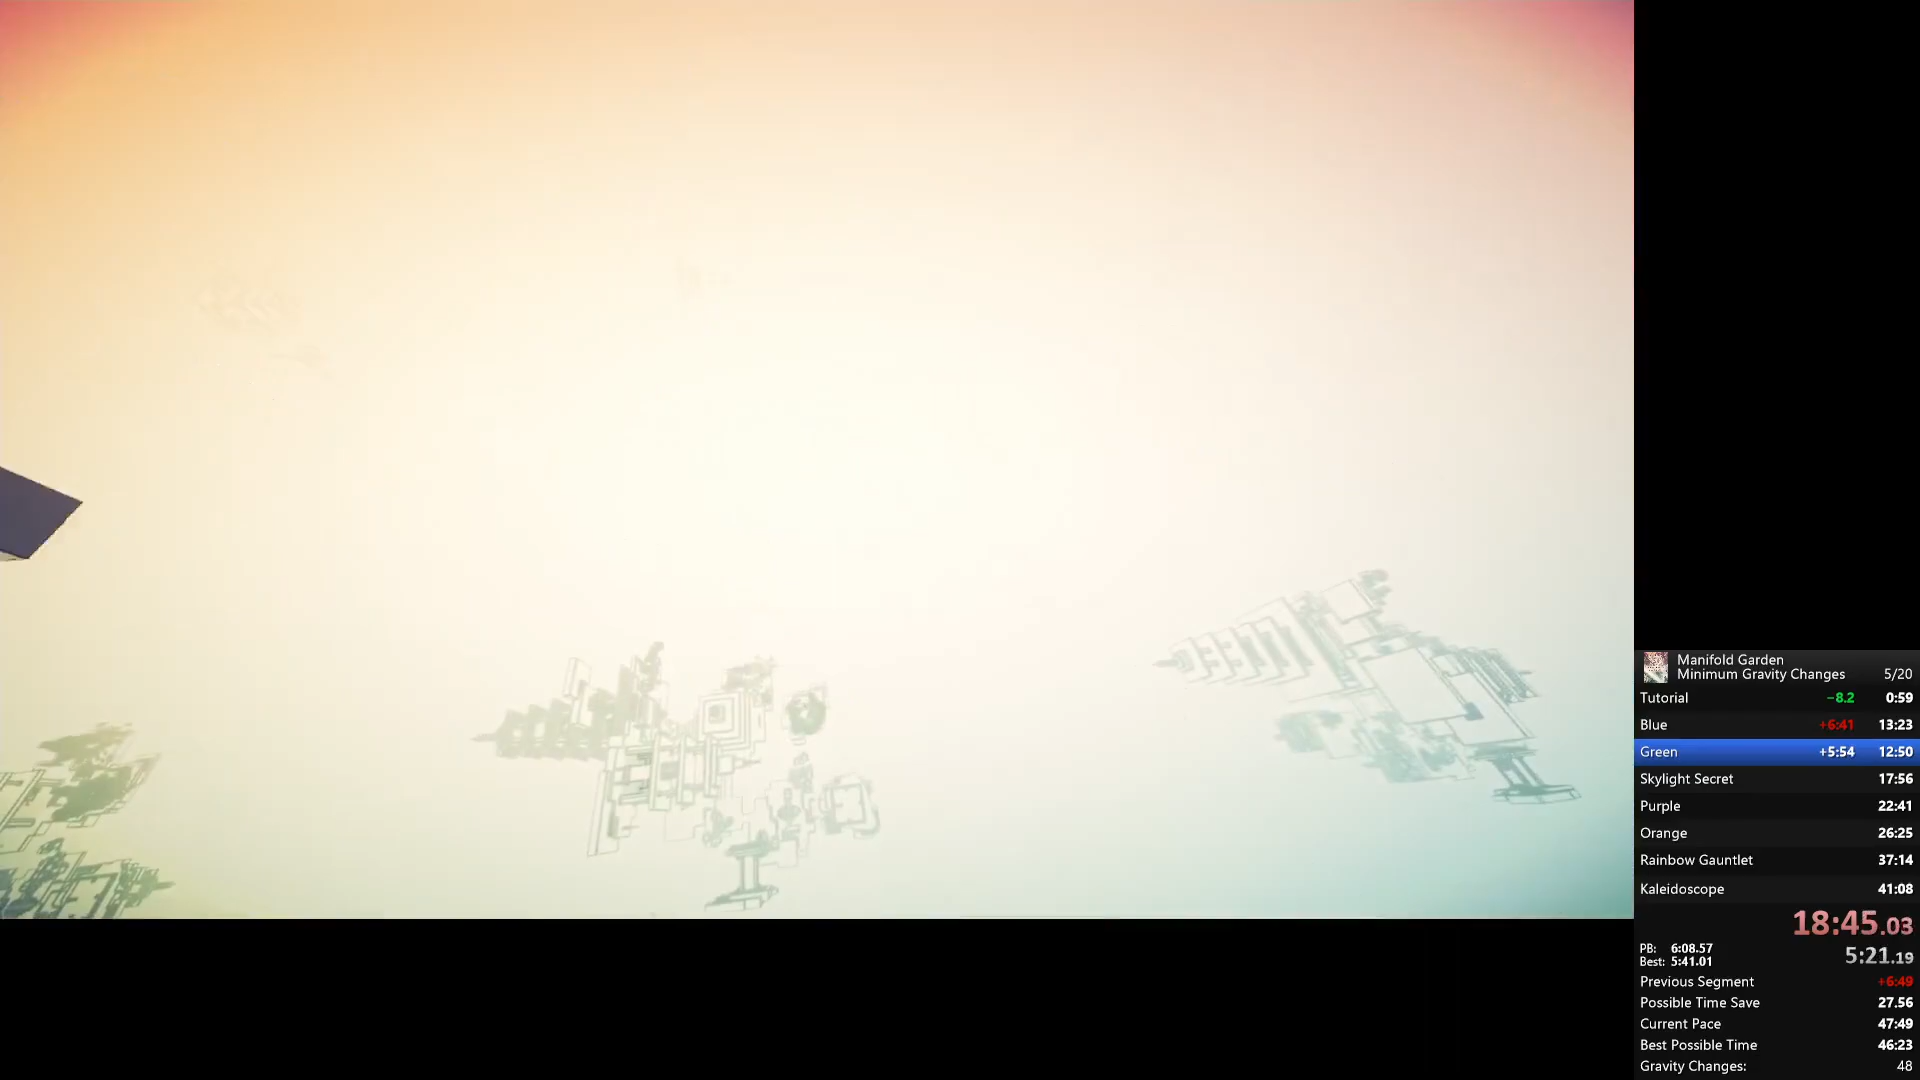 Manifold Garden
Minimum Gravity Changes 5/20
Tutorial −8.2 0:59
Blue +6:41 13:23
Green +5:54 12:50
Skylight Secret 17:56
Purple 22:41
Orange 26:25
Rainbow Gauntlet 37:14
Kaleidoscope 41:08
18:45.03
PB: 6:08.57
Best: 5:41.01
5:21.19
Previous Segment +6:49
Possible Time Save 27.56
Current Pace 47:49
Best Possible Time 46:23
Gravity Changes: 48